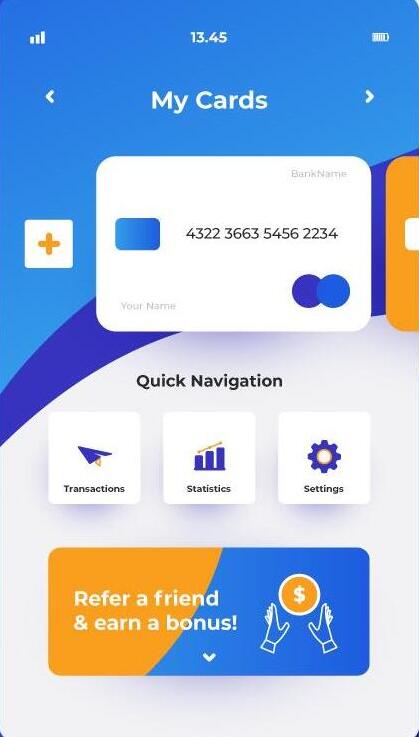 13.45
My Cards
BankName
4322 3663 5456 2234
Your Name
Quick Navigation
Transactions
Statistics
Settings
Refer a friend
& earn a bonus!
$